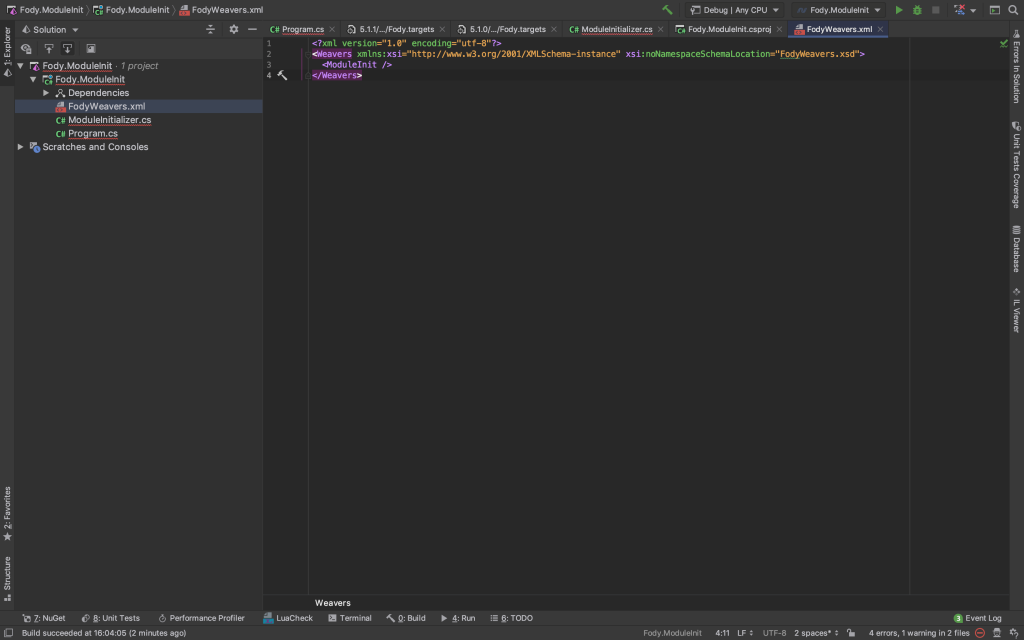 Fody.ModuleInit Fody.ModuleInit FodyWeavers.xml
Debug | Any CPU Fody.ModuleInit
Explorer
Solution
Program.cs 5.1.1/.../Fody.targets 5.1.0/.../Fody.targets ModuleInitializer.cs Fody.ModuleInit.csproj FodyWeavers.xml
Fody.ModuleInit · 1 project
Fody.ModuleInit
Dependencies
FodyWeavers.xml
C# ModuleInitializer.cs
C# Program.cs
Scratches and Consoles
1 <?xml version="1.0" encoding="utf-8"?>
2 <Weavers xmlns:xsi="http://www.w3.org/2001/XMLSchema-instance" xsi:noNamespaceSchemaLocation="FodyWeavers.xsd">
3 <ModuleInit />
4 </Weavers>
Errors In Solution
Unit Tests Coverage
Database
IL Viewer
2: Favorites
Structure
Weavers
7: NuGet 8: Unit Tests Performance Profiler LuaCheck Terminal 0: Build 4: Run 6: TODO 3 Event Log
Build succeeded at 16:04:05 (2 minutes ago) Fody.ModuleInit 4:11 LF UTF-8 2 spaces* 4 errors, 1 warning in 2 files